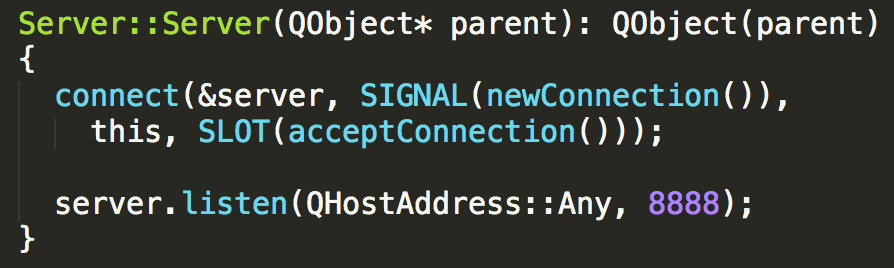 Server::Server(QObject* parent): QObject(parent)
{
  connect(&server, SIGNAL(newConnection()),
    this, SLOT(acceptConnection()));

  server.listen(QHostAddress::Any, 8888);
}